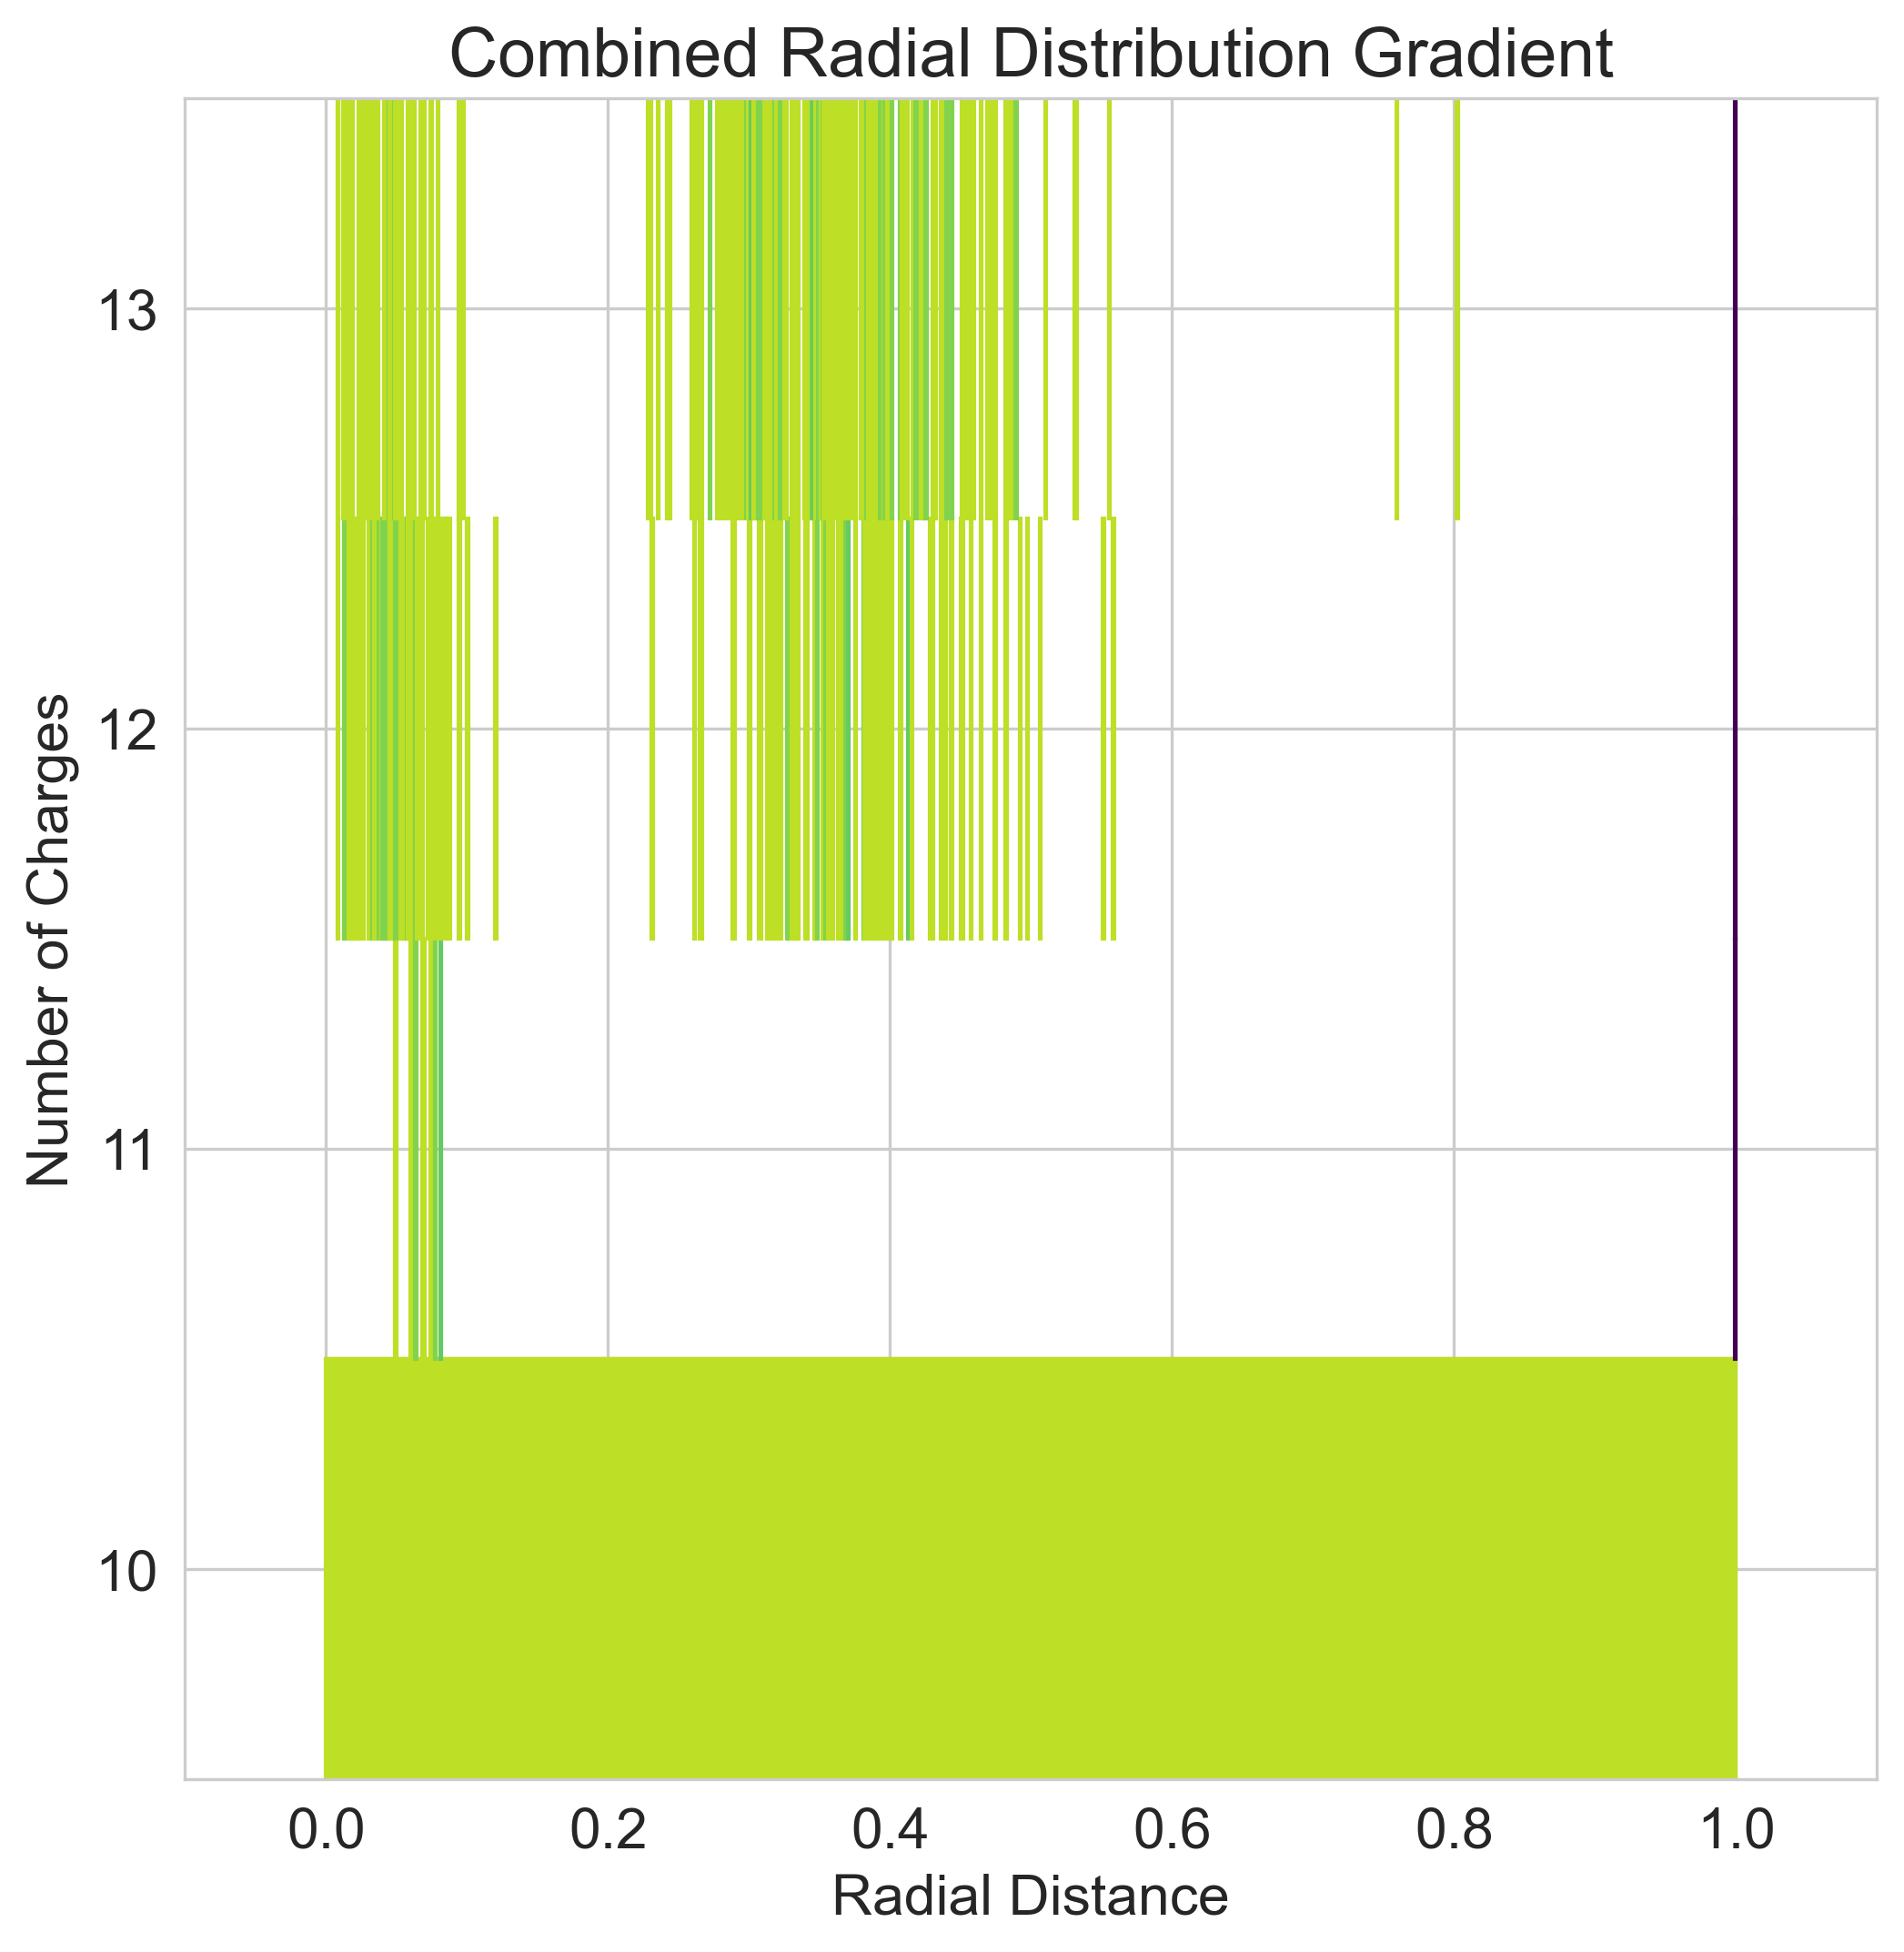 Combined Radial Distribution Gradient
13
12
11
10
Number of Charges
0.0 0.2 0.4 0.6 0.8 1.0
Radial Distance